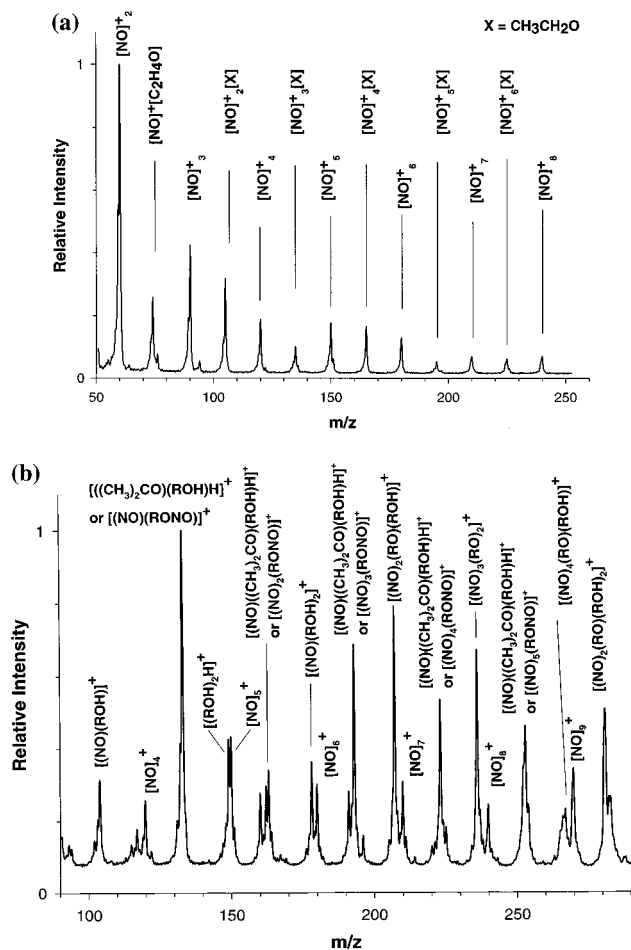 (a)
X = CH3CH2O
[NO]+2
[NO]+[C2H4O]
[NO]+3
[NO]+2[X]
[NO]+4
[NO]+3[X]
[NO]+5
[NO]+4[X]
[NO]+6
[NO]+5[X]
[NO]+7
[NO]+6[X]
[NO]+8
Relative Intensity
1
0
50
100
150
200
250
m/z
(b)
[((CH3)2CO)(ROH)H]+
or [(NO)(RONO)]+
[(NO)(ROH)]+
[NO]4+
[(ROH)2H]+
[NO]5+
[(NO)((CH3)2CO)(ROH)H]+
or [(NO)2(RONO)]+
[(NO)(ROH)2]+
[NO]6+
[(NO)((CH3)2CO)(ROH)H]+
or [(NO)3(RONO)]+
[(NO)2(RO)(ROH)]+
[NO]7+
[(NO)((CH3)2CO)(ROH)H]+
or [(NO)4(RONO)]+
[(NO)3(RO)2]+
[NO]8+
[(NO)((CH3)2CO)(ROH)H]+
or [(NO)5(RONO)]+
[(NO)4(RO)(ROH)]+
[NO]9+
[(NO)2(RO)(ROH)2]+
Relative Intensity
1
0
100
150
200
250
m/z